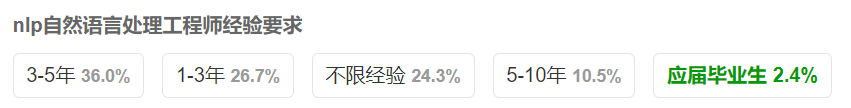 nlp自然语言处理工程师经验要求
3-5年 36.0% 1-3年 26.7% 不限经验 24.3% 5-10年 10.5% 应届毕业生 2.4%